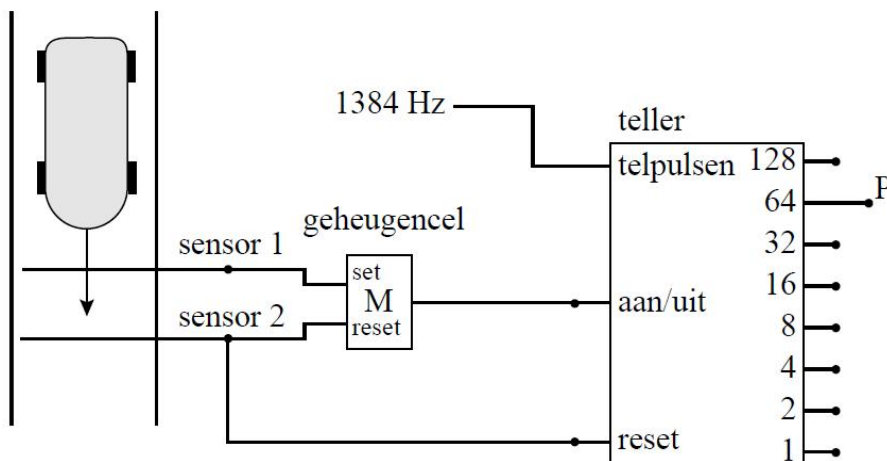 1384 Hz
teller
telpulsen
128
64
P
32
16
8
4
2
1
geheugencel
sensor 1
set
M
reset
sensor 2
aan/uit
reset